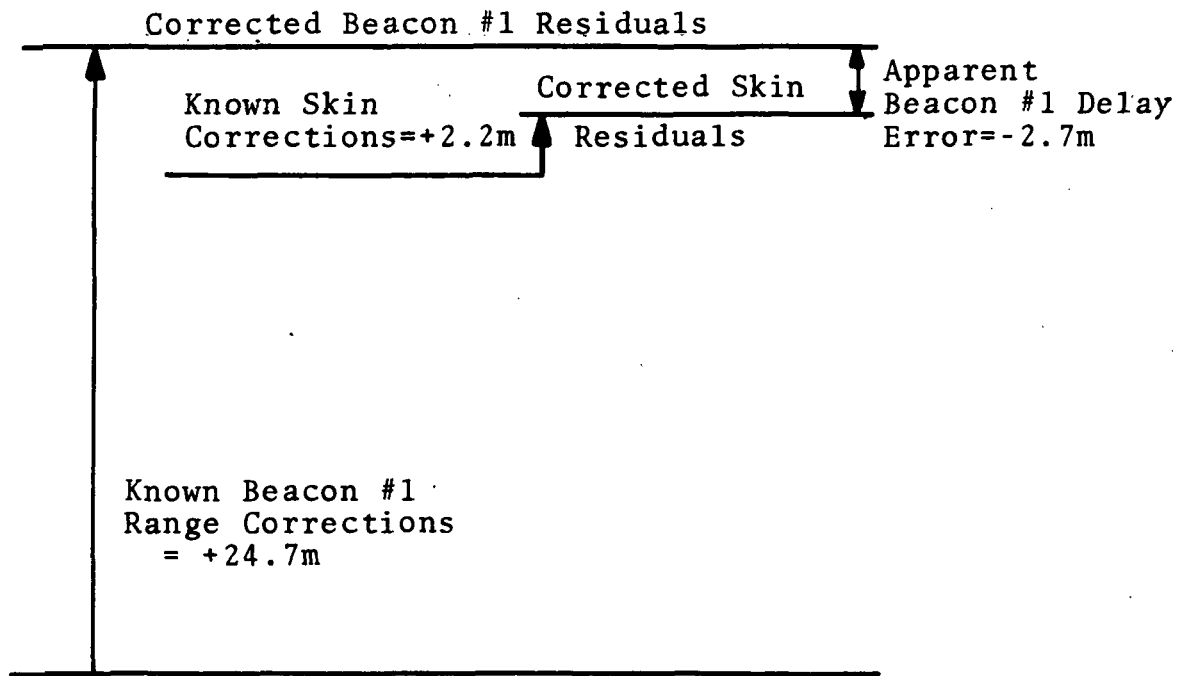 Corrected Beacon #1 Residuals
Apparent
Beacon #1 Delay
Error=-2.7m
Corrected Skin
Residuals
Known Skin
Corrections=+2.2m
Known Beacon #1
Range Corrections
= +24.7m